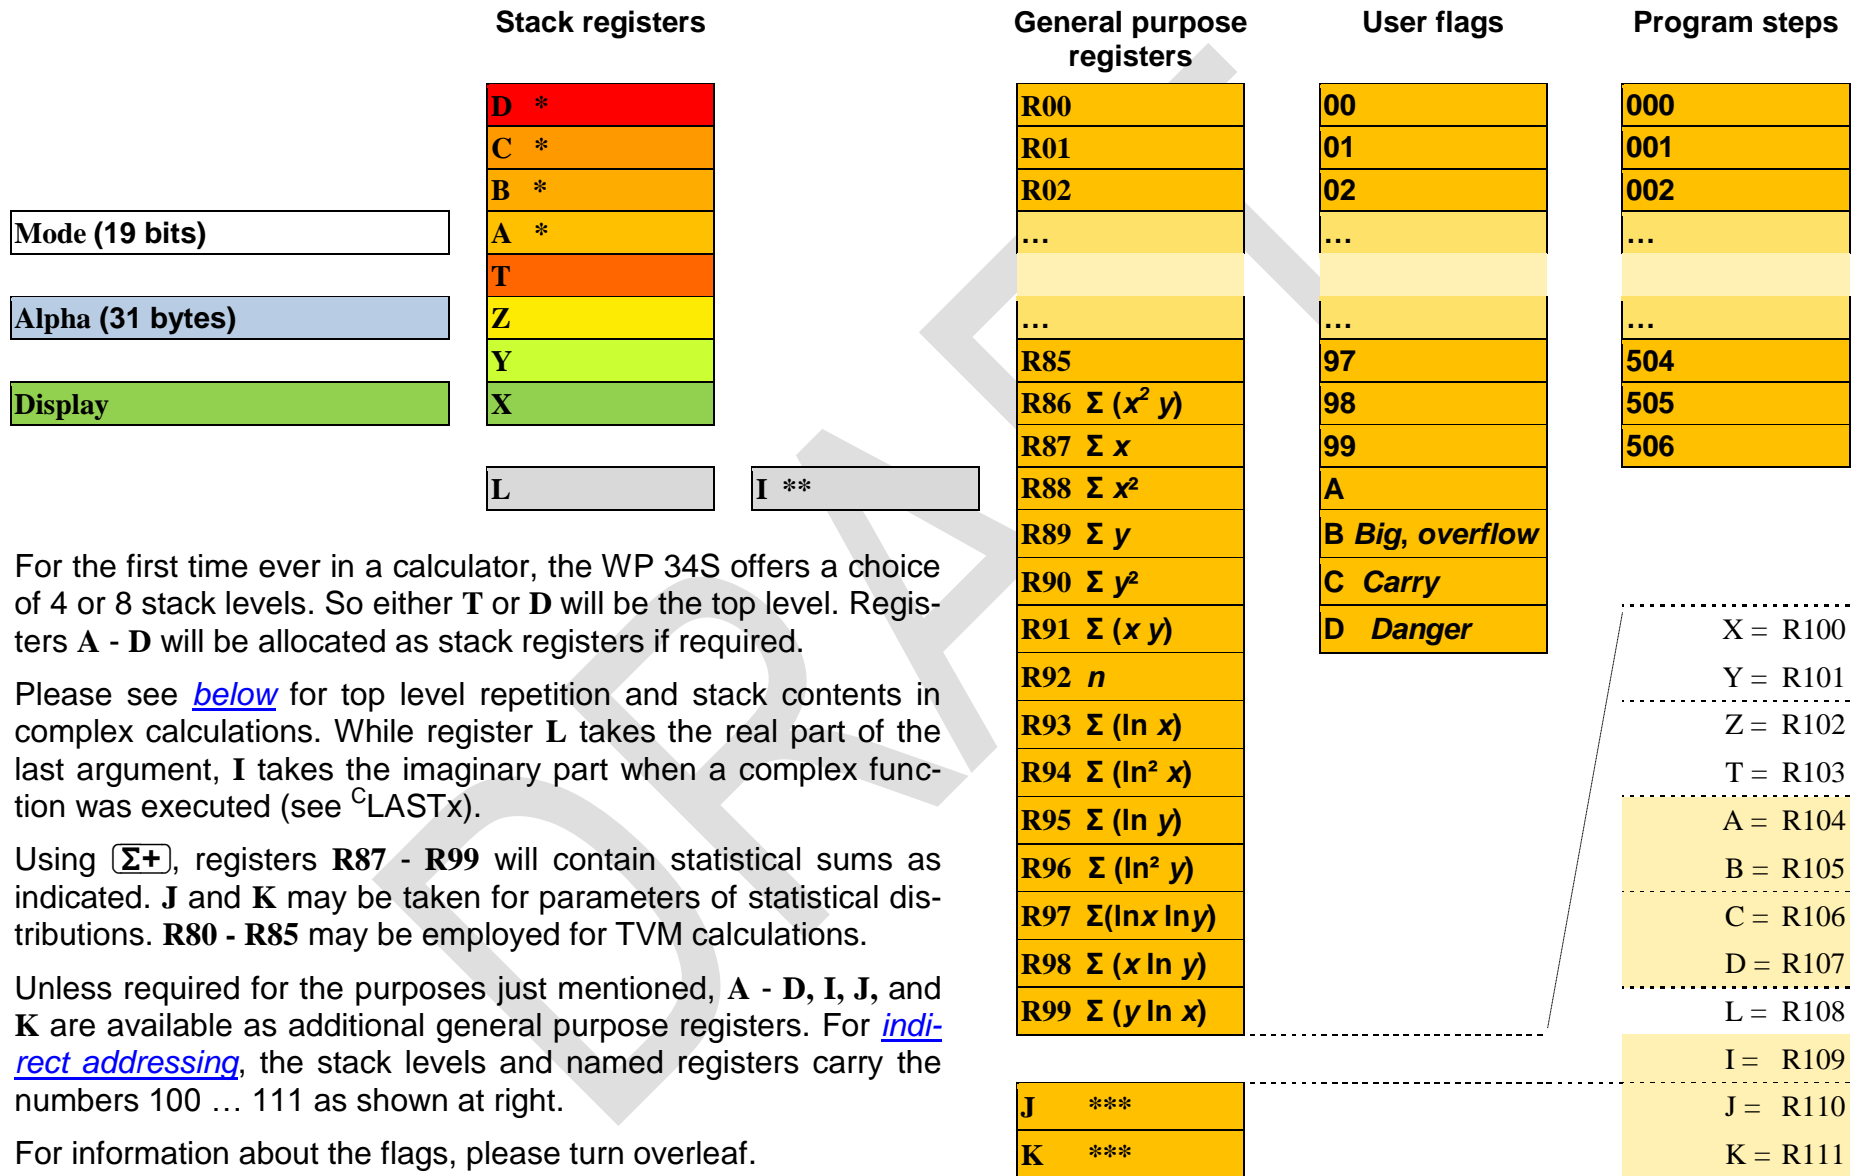 Stack registers
D *
C *
B *
A *
T
Z
Y
X
L
I **
Mode (19 bits)
Alpha (31 bytes)
Display
For the first time ever in a calculator, the WP 34S offers a choice
of 4 or 8 stack levels. So either T or D will be the top level. Regis-
ters A - D will be allocated as stack registers if required.
Please see below for top level repetition and stack contents in
complex calculations. While register L takes the real part of the
last argument, I takes the imaginary part when a complex func-
tion was executed (see ᶜLASTx).
Using Σ+, registers R87 - R99 will contain statistical sums as
indicated. J and K may be taken for parameters of statistical dis-
tributions. R80 - R85 may be employed for TVM calculations.
Unless required for the purposes just mentioned, A - D, I, J, and
K are available as additional general purpose registers. For indi-
rect addressing, the stack levels and named registers carry the
numbers 100 … 111 as shown at right.
For information about the flags, please turn overleaf.
General purpose
registers
R00
R01
R02
…
…
R85
R86 Σ (x² y)
R87 Σ x
R88 Σ x²
R89 Σ y
R90 Σ y²
R91 Σ (x y)
R92 n
R93 Σ (ln x)
R94 Σ (ln² x)
R95 Σ (ln y)
R96 Σ (ln² y)
R97 Σ(lnx lny)
R98 Σ (x ln y)
R99 Σ (y ln x)
J ***
K ***
User flags
00
01
02
…
…
97
98
99
A
B Big, overflow
C Carry
D Danger
Program steps
000
001
002
…
…
504
505
506
X = R100
Y = R101
Z = R102
T = R103
A = R104
B = R105
C = R106
D = R107
L = R108
I = R109
J = R110
K = R111
DRAFT